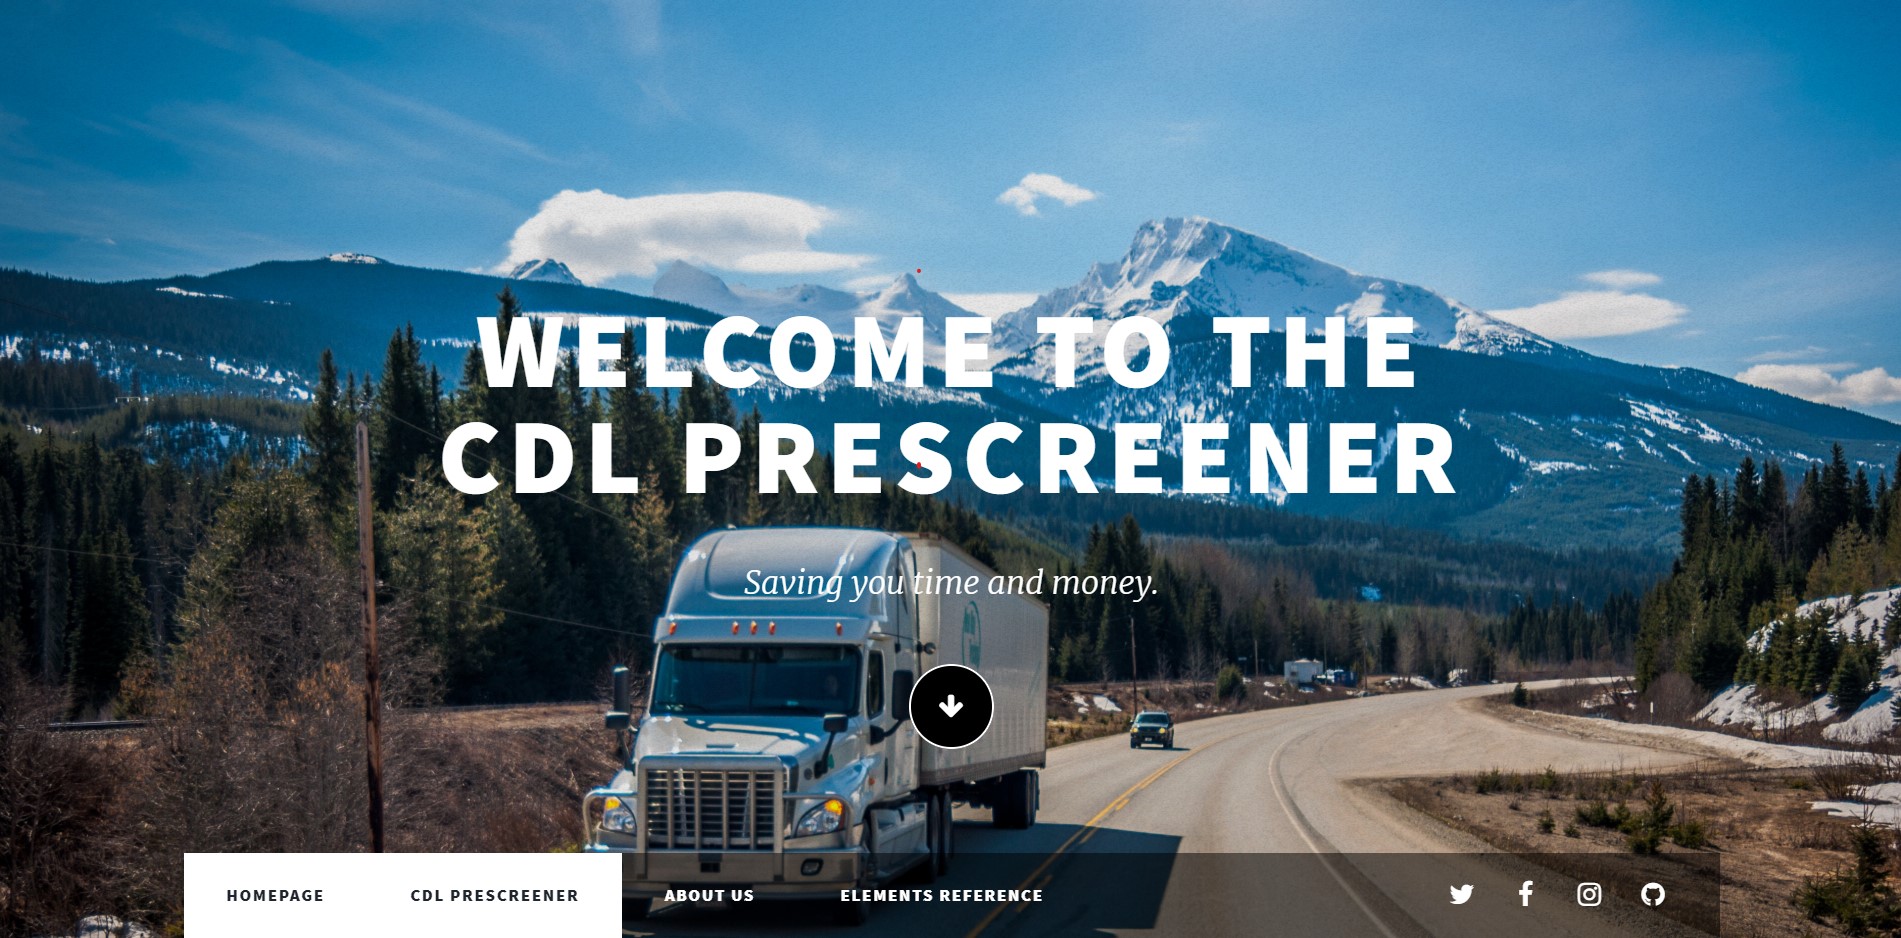 WELCOME TO THE
CDL PRESCREENER
Saving you time and money.
HOMEPAGE CDL PRESCREENER ABOUT US ELEMENTS REFERENCE